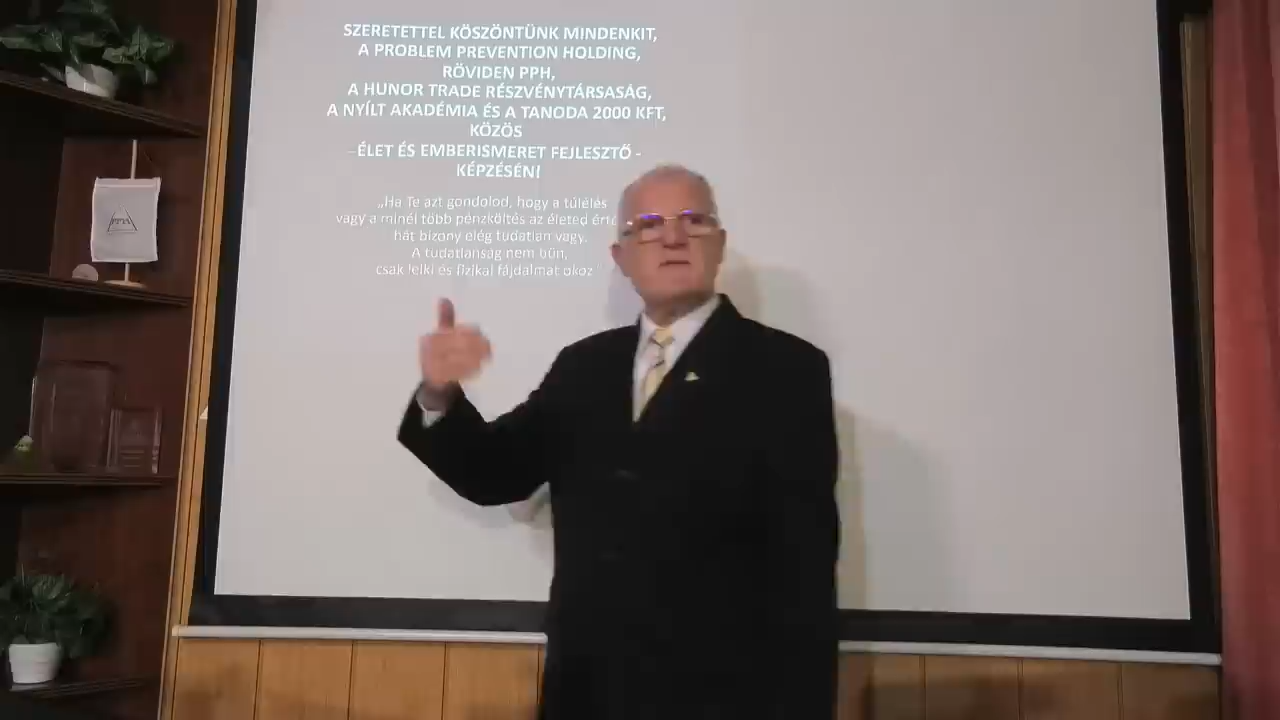 SZERETETTEL KÖSZÖNTÜNK MINDENKIT,
A PROBLEM PREVENTION HOLDING,
RÖVIDEN PPH,
A HUNOR TRADE RÉSZVÉNYTÁRSASÁG,
A NYÍLT AKADÉMIA ÉS A TANODA 2000 KFT,
KÖZÖS
-ÉLET ÉS EMBERISMERET FEJLESZTŐ -
KÉPZÉSÉN!
„Ha Te azt gondolod, hogy a túlélés
vagy a minél több pénzköltés az életed
hát bizony elég tudatlan vagy.
A tudatlanság nem bűn,
csak lelki és fizikai fájdalmat okoz